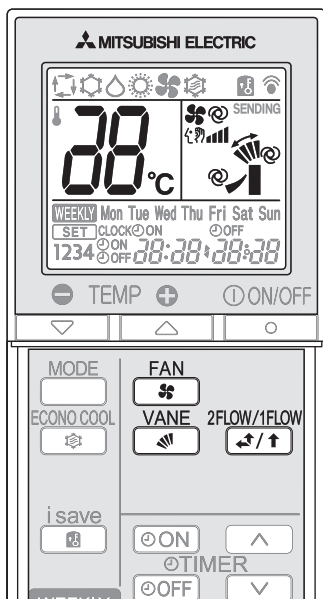 MITSUBISHI ELECTRIC
SENDING
88°C
WEEKLY Mon Tue Wed Thu Fri Sat Sun
SET CLOCK ON OFF
1234 ON OFF 88:88 88:88
TEMP ON/OFF
MODE FAN
ECONO COOL VANE 2FLOW/1FLOW
i save
ON
TIMER
OFF